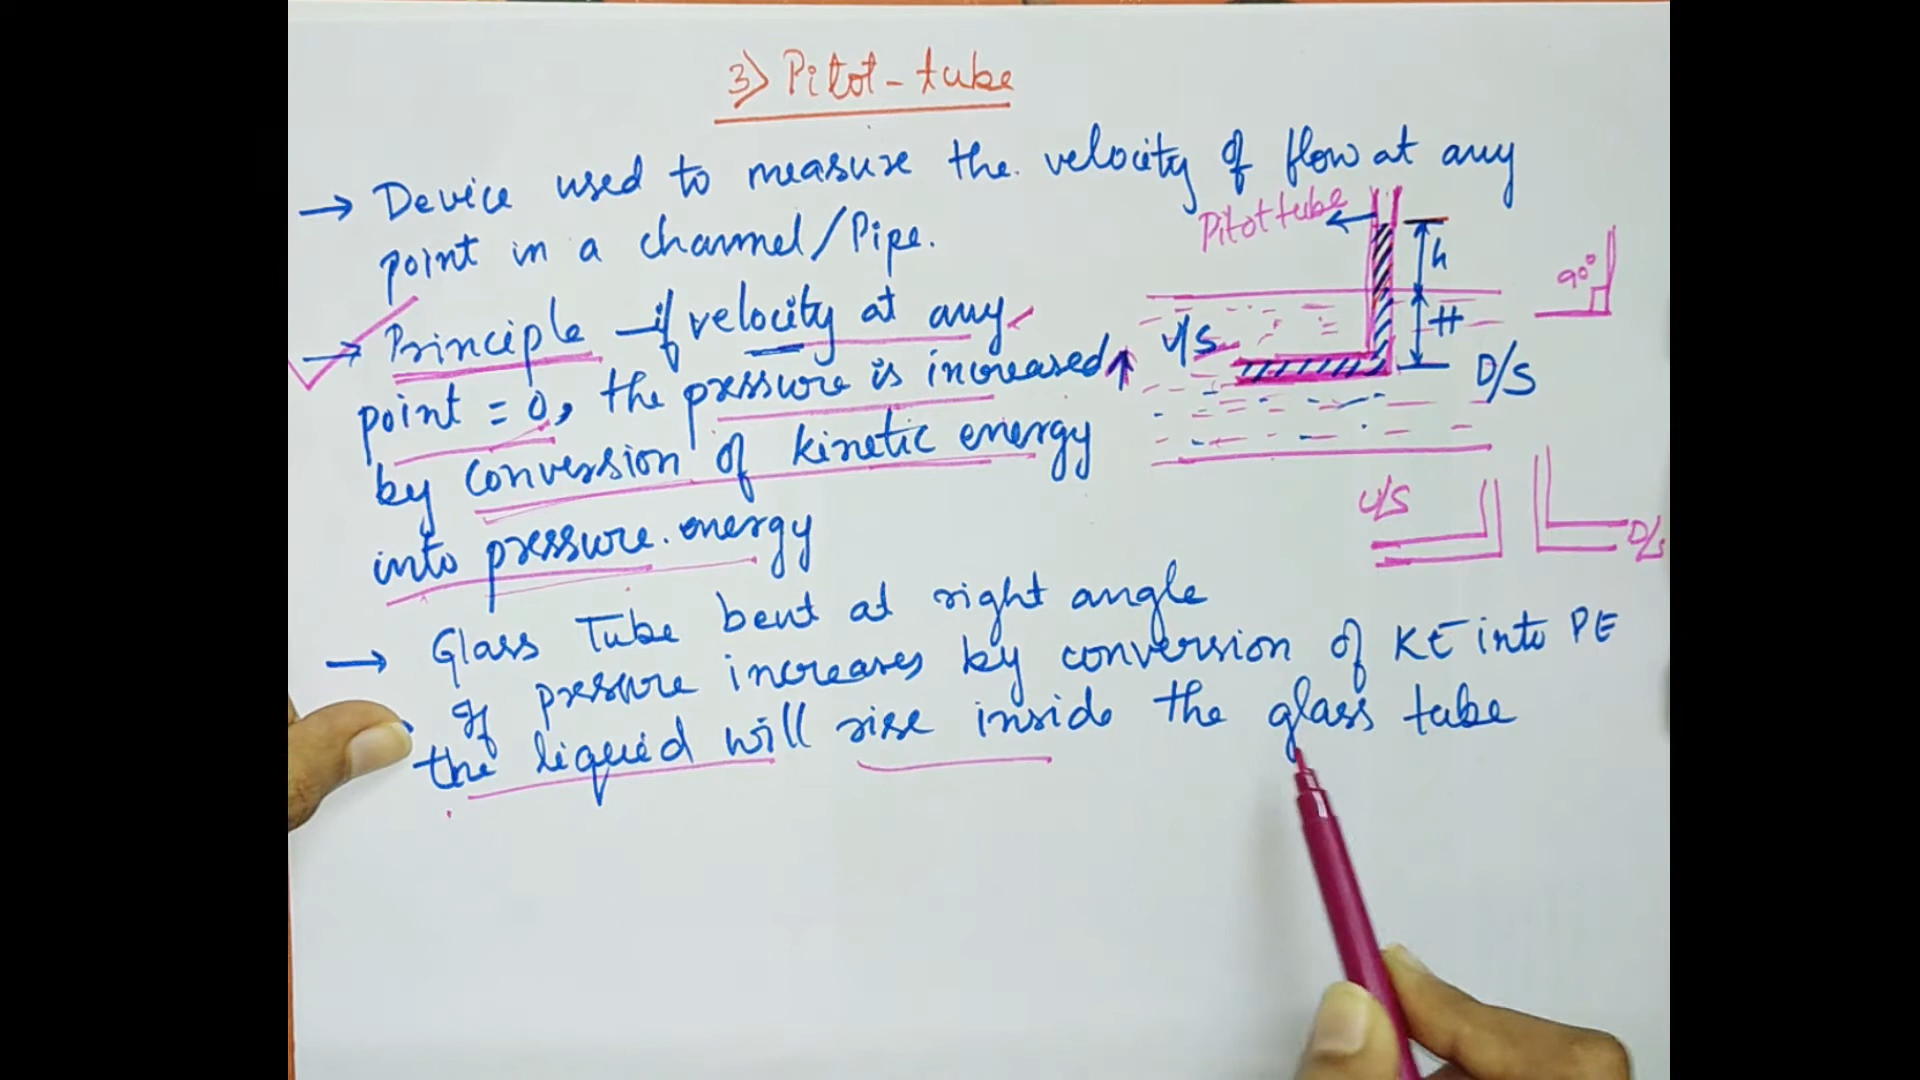 3) Pitot-tube
→ Device used to measure the velocity of flow at any
point in a channel/Pipe.
→ Principle - if velocity at any
point = 0, the pressure is increased ↑
by conversion of kinetic energy
into pressure energy
→ Glass Tube bent at right angle
If pressure increases by conversion of KE into PE
the liquid will rise inside the glass tube
Pitot tube
h
H
U/S
D/S
90°
U/S
D/S